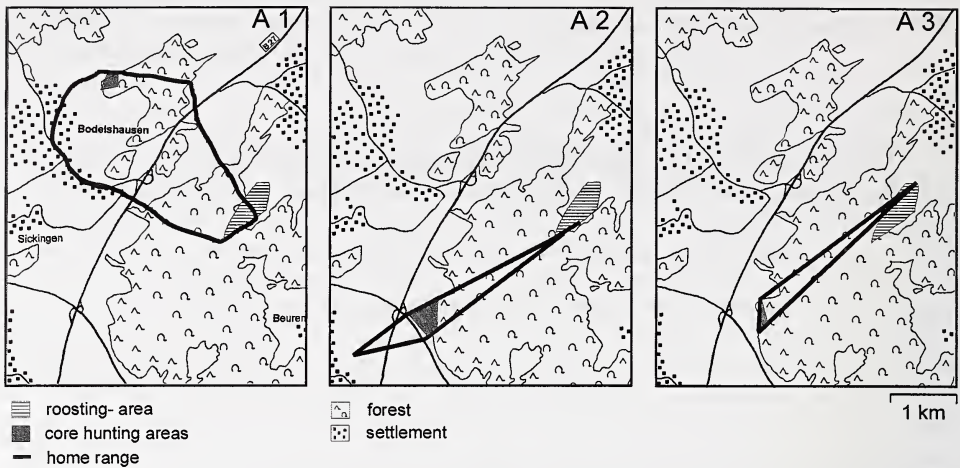 A 1
A 2
A 3
B 27
Bodelshausen
Sickingen
Beuren
roosting- area
core hunting areas
home range
forest
settlement
1 km